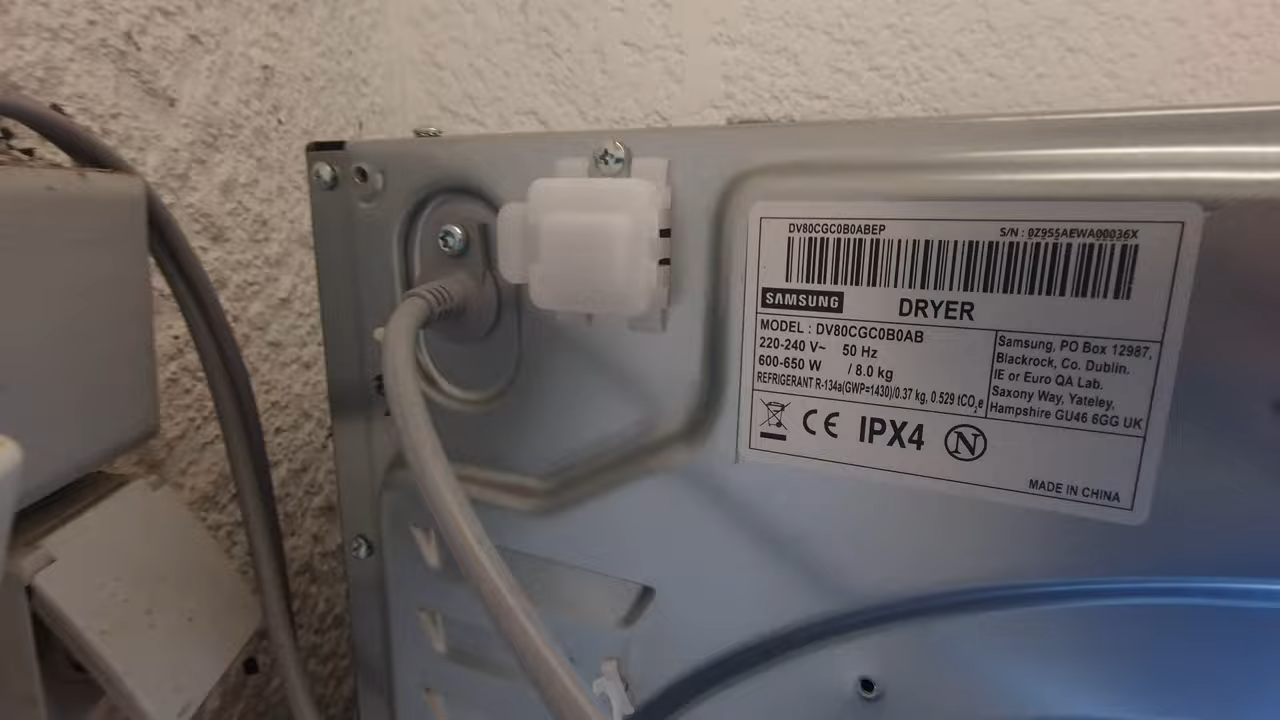 DV80CGC0B0ABEP S/N : 0Z955AEWA00036X
SAMSUNG DRYER
MODEL : DV80CGC0B0AB
220-240 V~ 50 Hz
600-650 W / 8.0 kg
REFRIGERANT R-134a(GWP=1430)/0.37 kg, 0.529 tCO₂e
Samsung, PO Box 12987,
Blackrock, Co. Dublin.
IE or Euro QA Lab.
Saxony Way, Yateley,
Hampshire GU46 6GG UK
CE IPX4 N
MADE IN CHINA